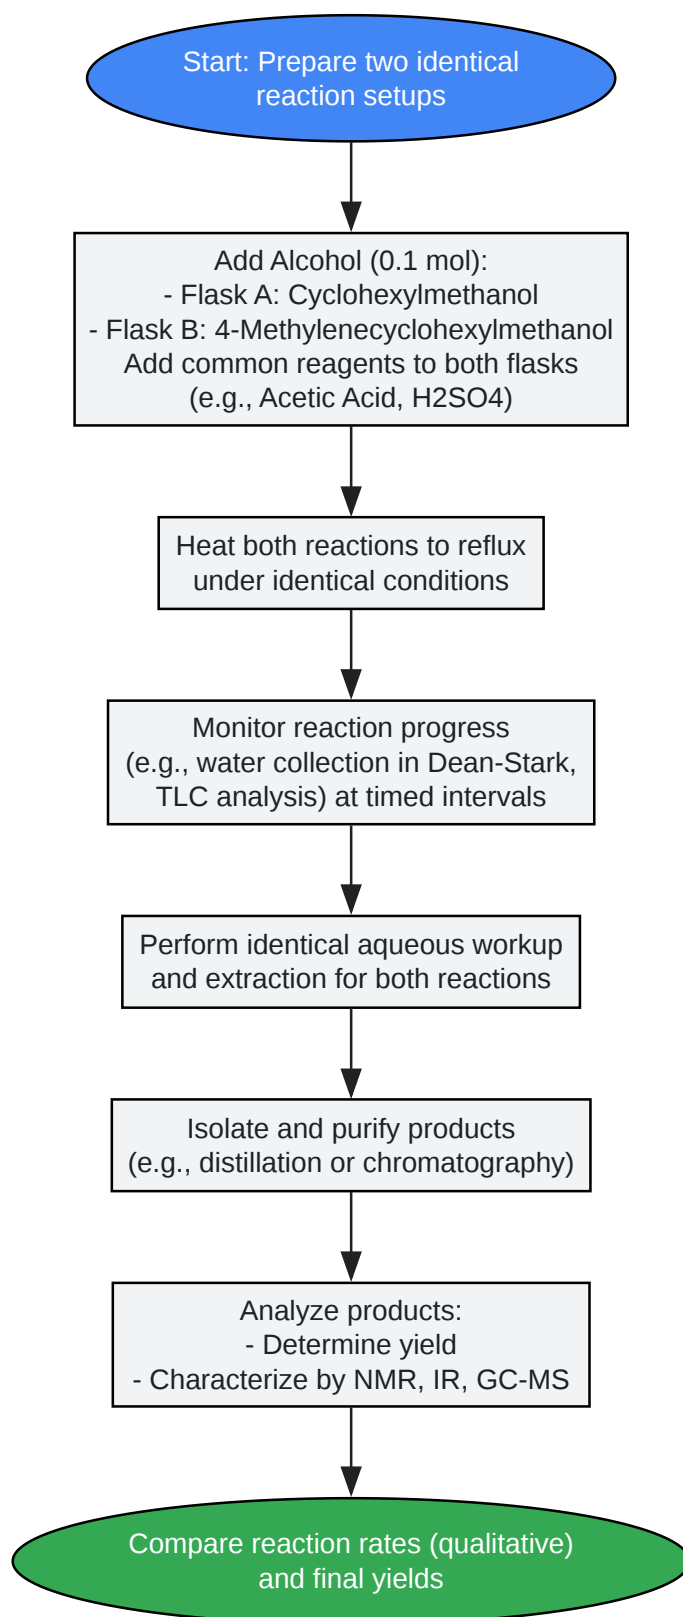 Start: Prepare two identical
reaction setups
Add Alcohol (0.1 mol):
- Flask A: Cyclohexylmethanol
- Flask B: 4-Methylenecyclohexylmethanol
Add common reagents to both flasks
(e.g., Acetic Acid, H2SO4)
Heat both reactions to reflux
under identical conditions
Monitor reaction progress
(e.g., water collection in Dean-Stark,
TLC analysis) at timed intervals
Perform identical aqueous workup
and extraction for both reactions
Isolate and purify products
(e.g., distillation or chromatography)
Analyze products:
- Determine yield
- Characterize by NMR, IR, GC-MS
Compare reaction rates (qualitative)
and final yields